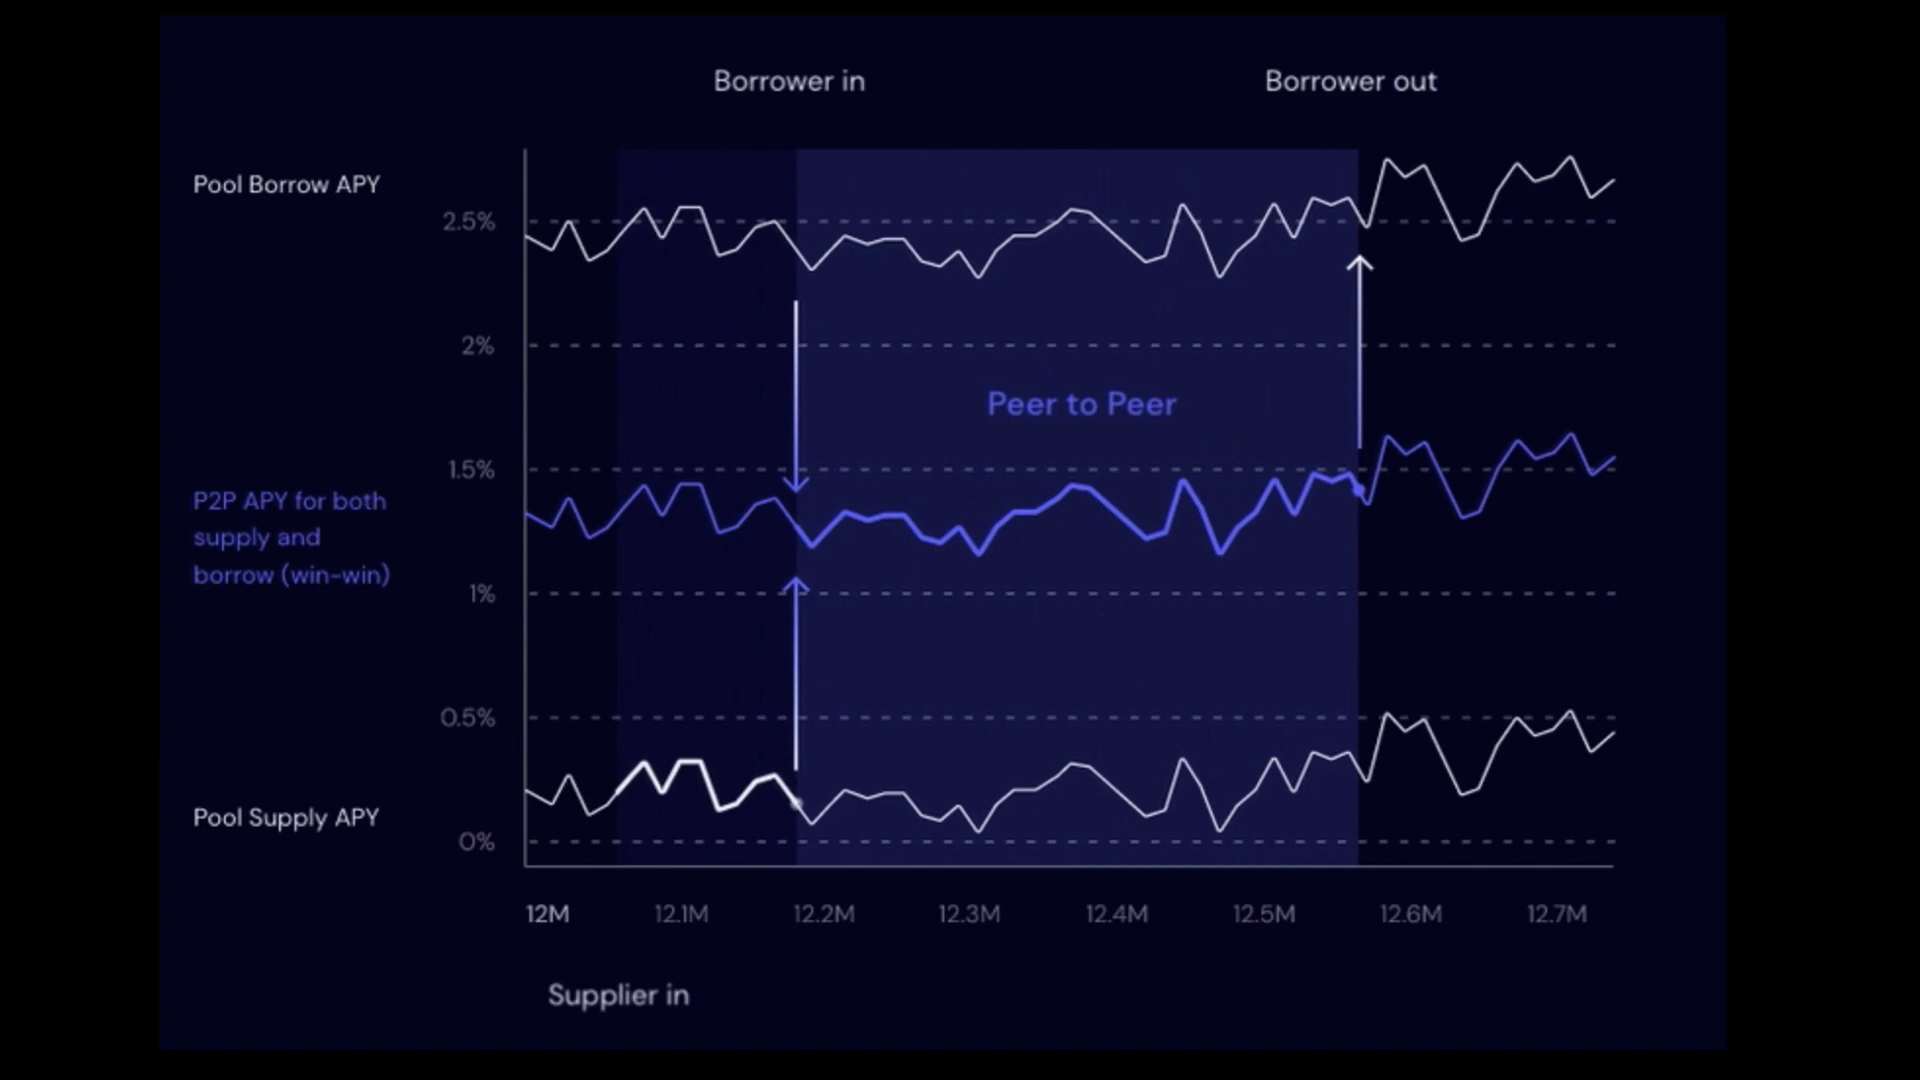 Borrower in
Borrower out
Pool Borrow APY
2.5%
2%
Peer to Peer
1.5%
P2P APY for both
supply and
borrow (win-win)
1%
0.5%
Pool Supply APY
0%
12M
12.1M
12.2M
12.3M
12.4M
12.5M
12.6M
12.7M
Supplier in